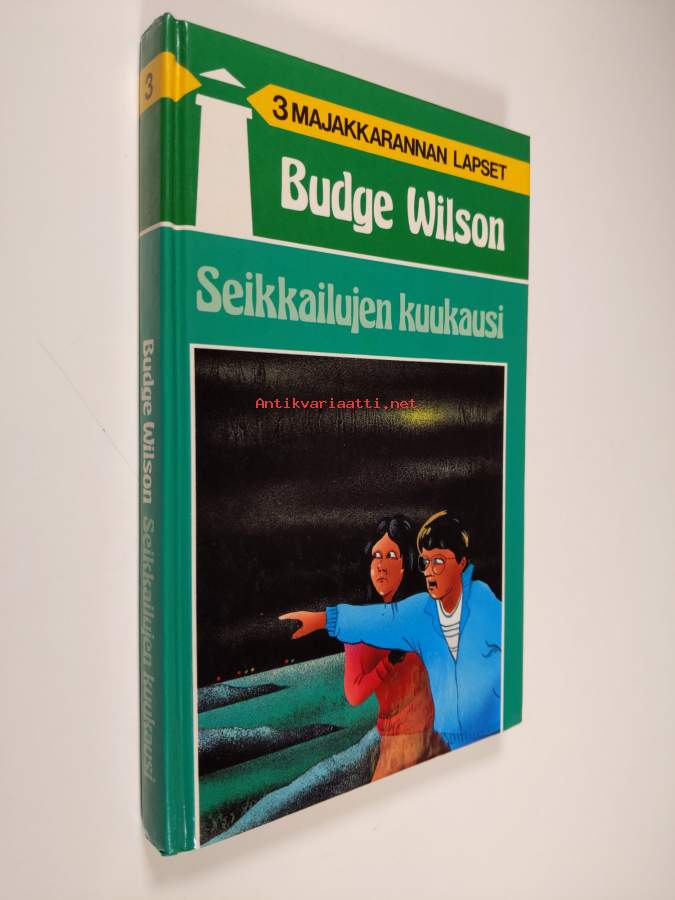 3
3 MAJAKKARANNAN LAPSET
Budge Wilson
Seikkailujen kuukausi
Antikvariaatti.net
Budge Wilson Seikkailujen kuukausi